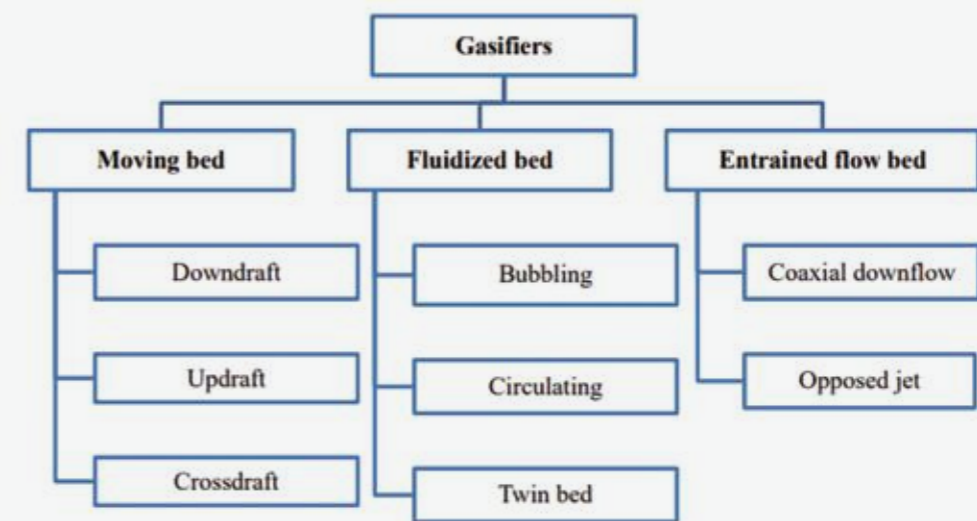 Gasifiers
Moving bed
Fluidized bed
Entrained flow bed
Downdraft
Bubbling
Coaxial downflow
Updraft
Circulating
Opposed jet
Crossdraft
Twin bed